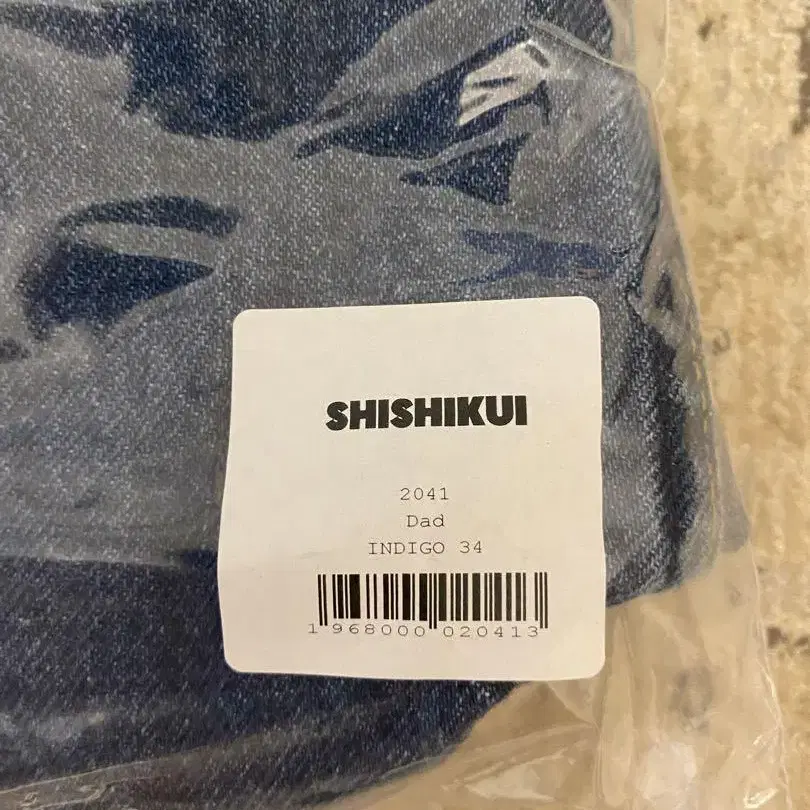 SHISHIKUI
2041
Dad
INDIGO 34
1 968000 020413